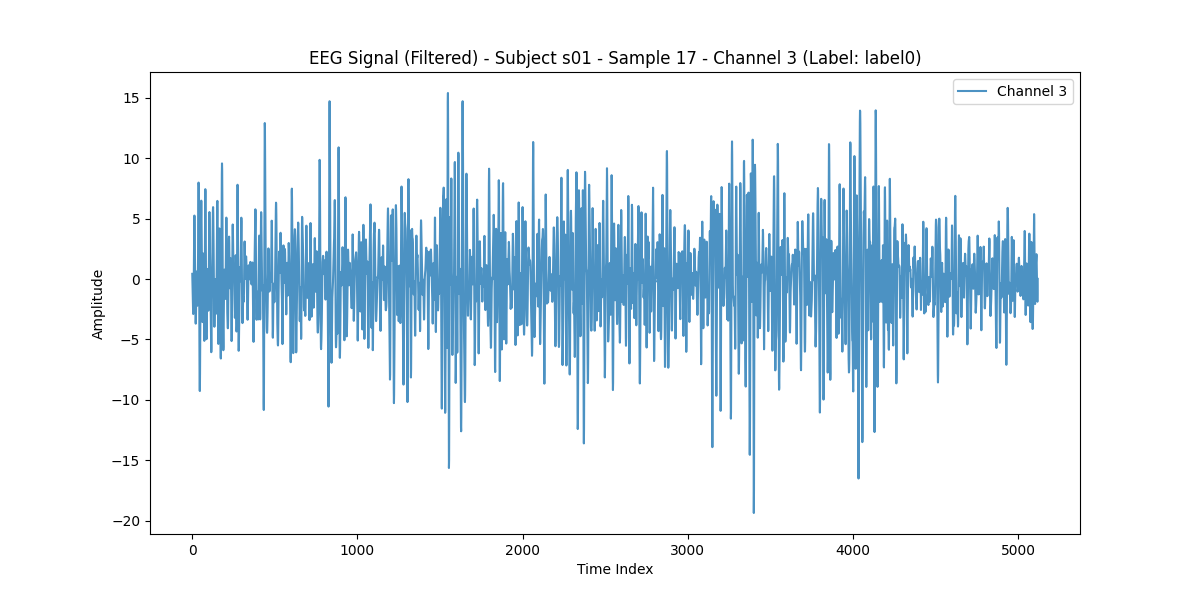 EEG Signal (Filtered) - Subject s01 - Sample 17 - Channel 3 (Label: label0)
Channel 3
15
10
5
0
−5
−10
−15
−20
Amplitude
0 1000 2000 3000 4000 5000
Time Index